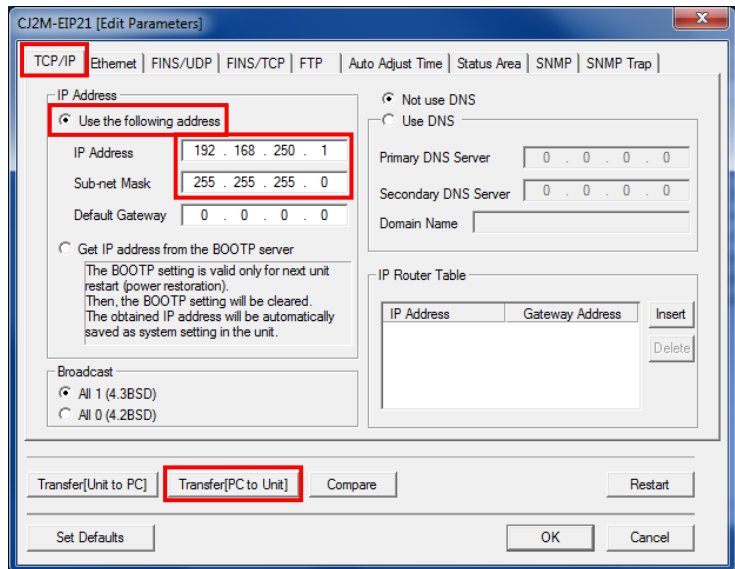 CJ2M-EIP21 [Edit Parameters]
TCP/IP Ethernet FINS/UDP FINS/TCP FTP Auto Adjust Time Status Area SNMP SNMP Trap
IP Address
Use the following address
IP Address 192 . 168 . 250 . 1
Sub-net Mask 255 . 255 . 255 . 0
Default Gateway 0 . 0 . 0 . 0
Get IP address from the BOOTP server
The BOOTP setting is valid only for next unit
restart (power restoration).
Then, the BOOTP setting will be cleared.
The obtained IP address will be automatically
saved as system setting in the unit.
Broadcast
All 1 (4.3BSD)
All 0 (4.2BSD)
Not use DNS
Use DNS
Primary DNS Server 0 . 0 . 0 . 0
Secondary DNS Server 0 . 0 . 0 . 0
Domain Name
IP Router Table
IP Address Gateway Address
Insert
Delete
Transfer[Unit to PC] Transfer[PC to Unit] Compare Restart
Set Defaults OK Cancel